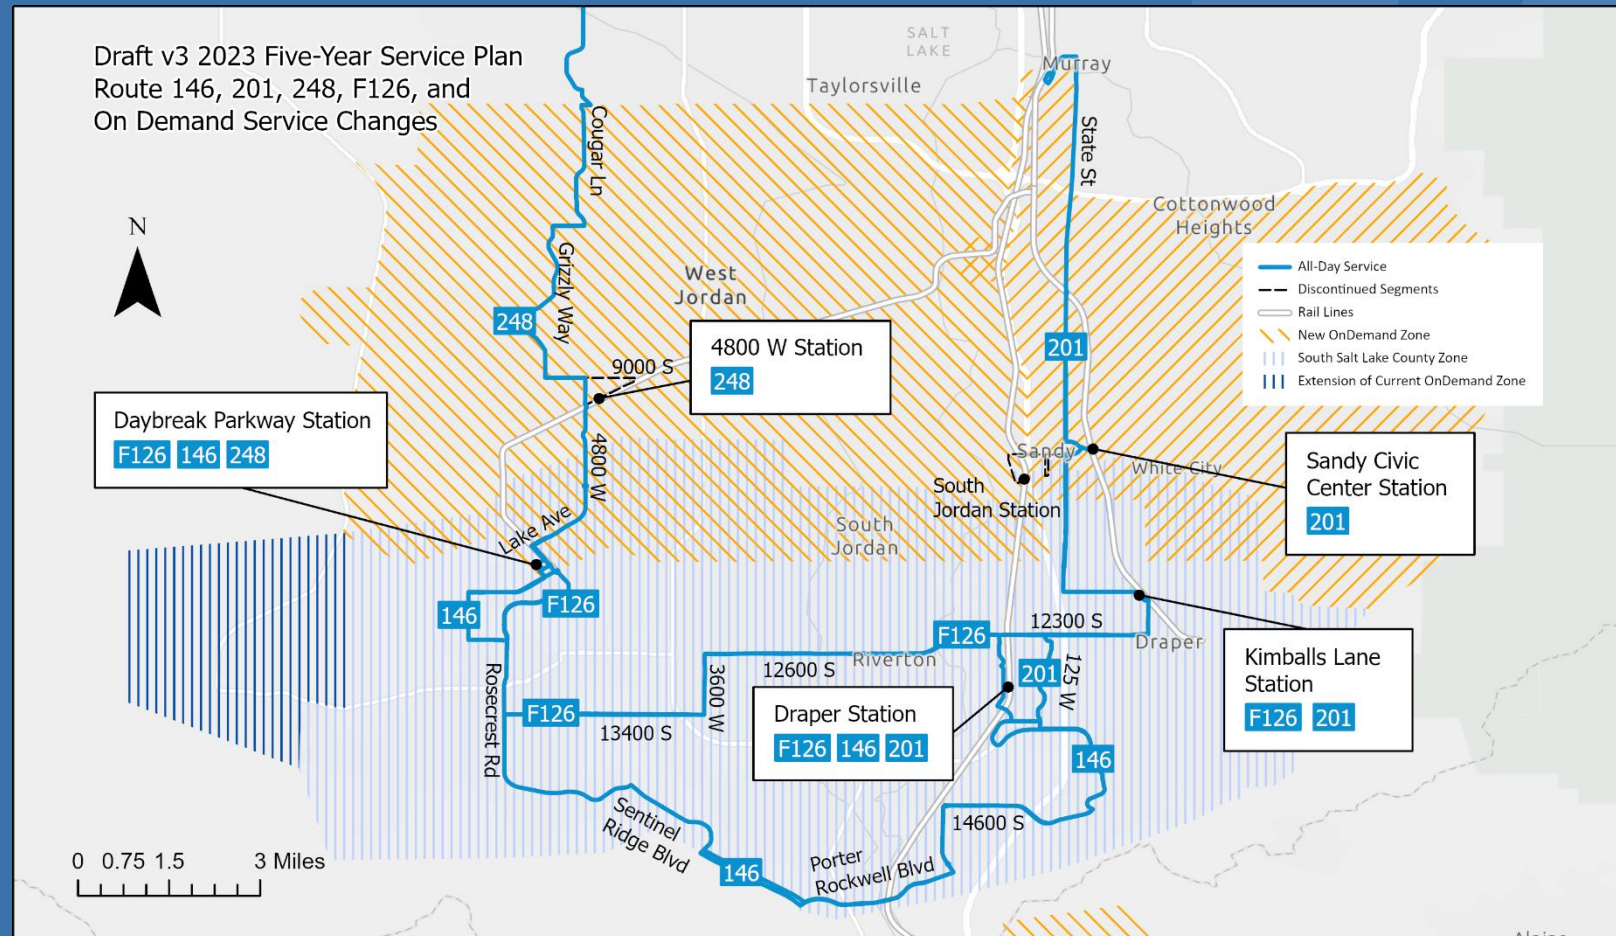 Draft v3 2023 Five-Year Service Plan
Route 146, 201, 248, F126, and
On Demand Service Changes
SALT
LAKE
Murray
Taylorsville
Cougar Ln
State St
Cottonwood
Heights
N
Grizzly Way
West
Jordan
All-Day Service
Discontinued Segments
Rail Lines
New OnDemand Zone
South Salt Lake County Zone
Extension of Current OnDemand Zone
248
201
4800 W Station
248
9000 S
Daybreak Parkway Station
F126 146 248
4800 W
Sandy
White City
Sandy Civic
Center Station
201
South
Jordan Station
Lake Ave
South
Jordan
146
F126
F126
12300 S
Draper
Riverton
12600 S
3600 W
Rosecrest Rd
F126
13400 S
201
125 W
Draper Station
F126 146 201
Kimballs Lane
Station
F126 201
146
14600 S
Sentinel
Ridge Blvd
146
Porter
Rockwell Blvd
0 0.75 1.5 3 Miles